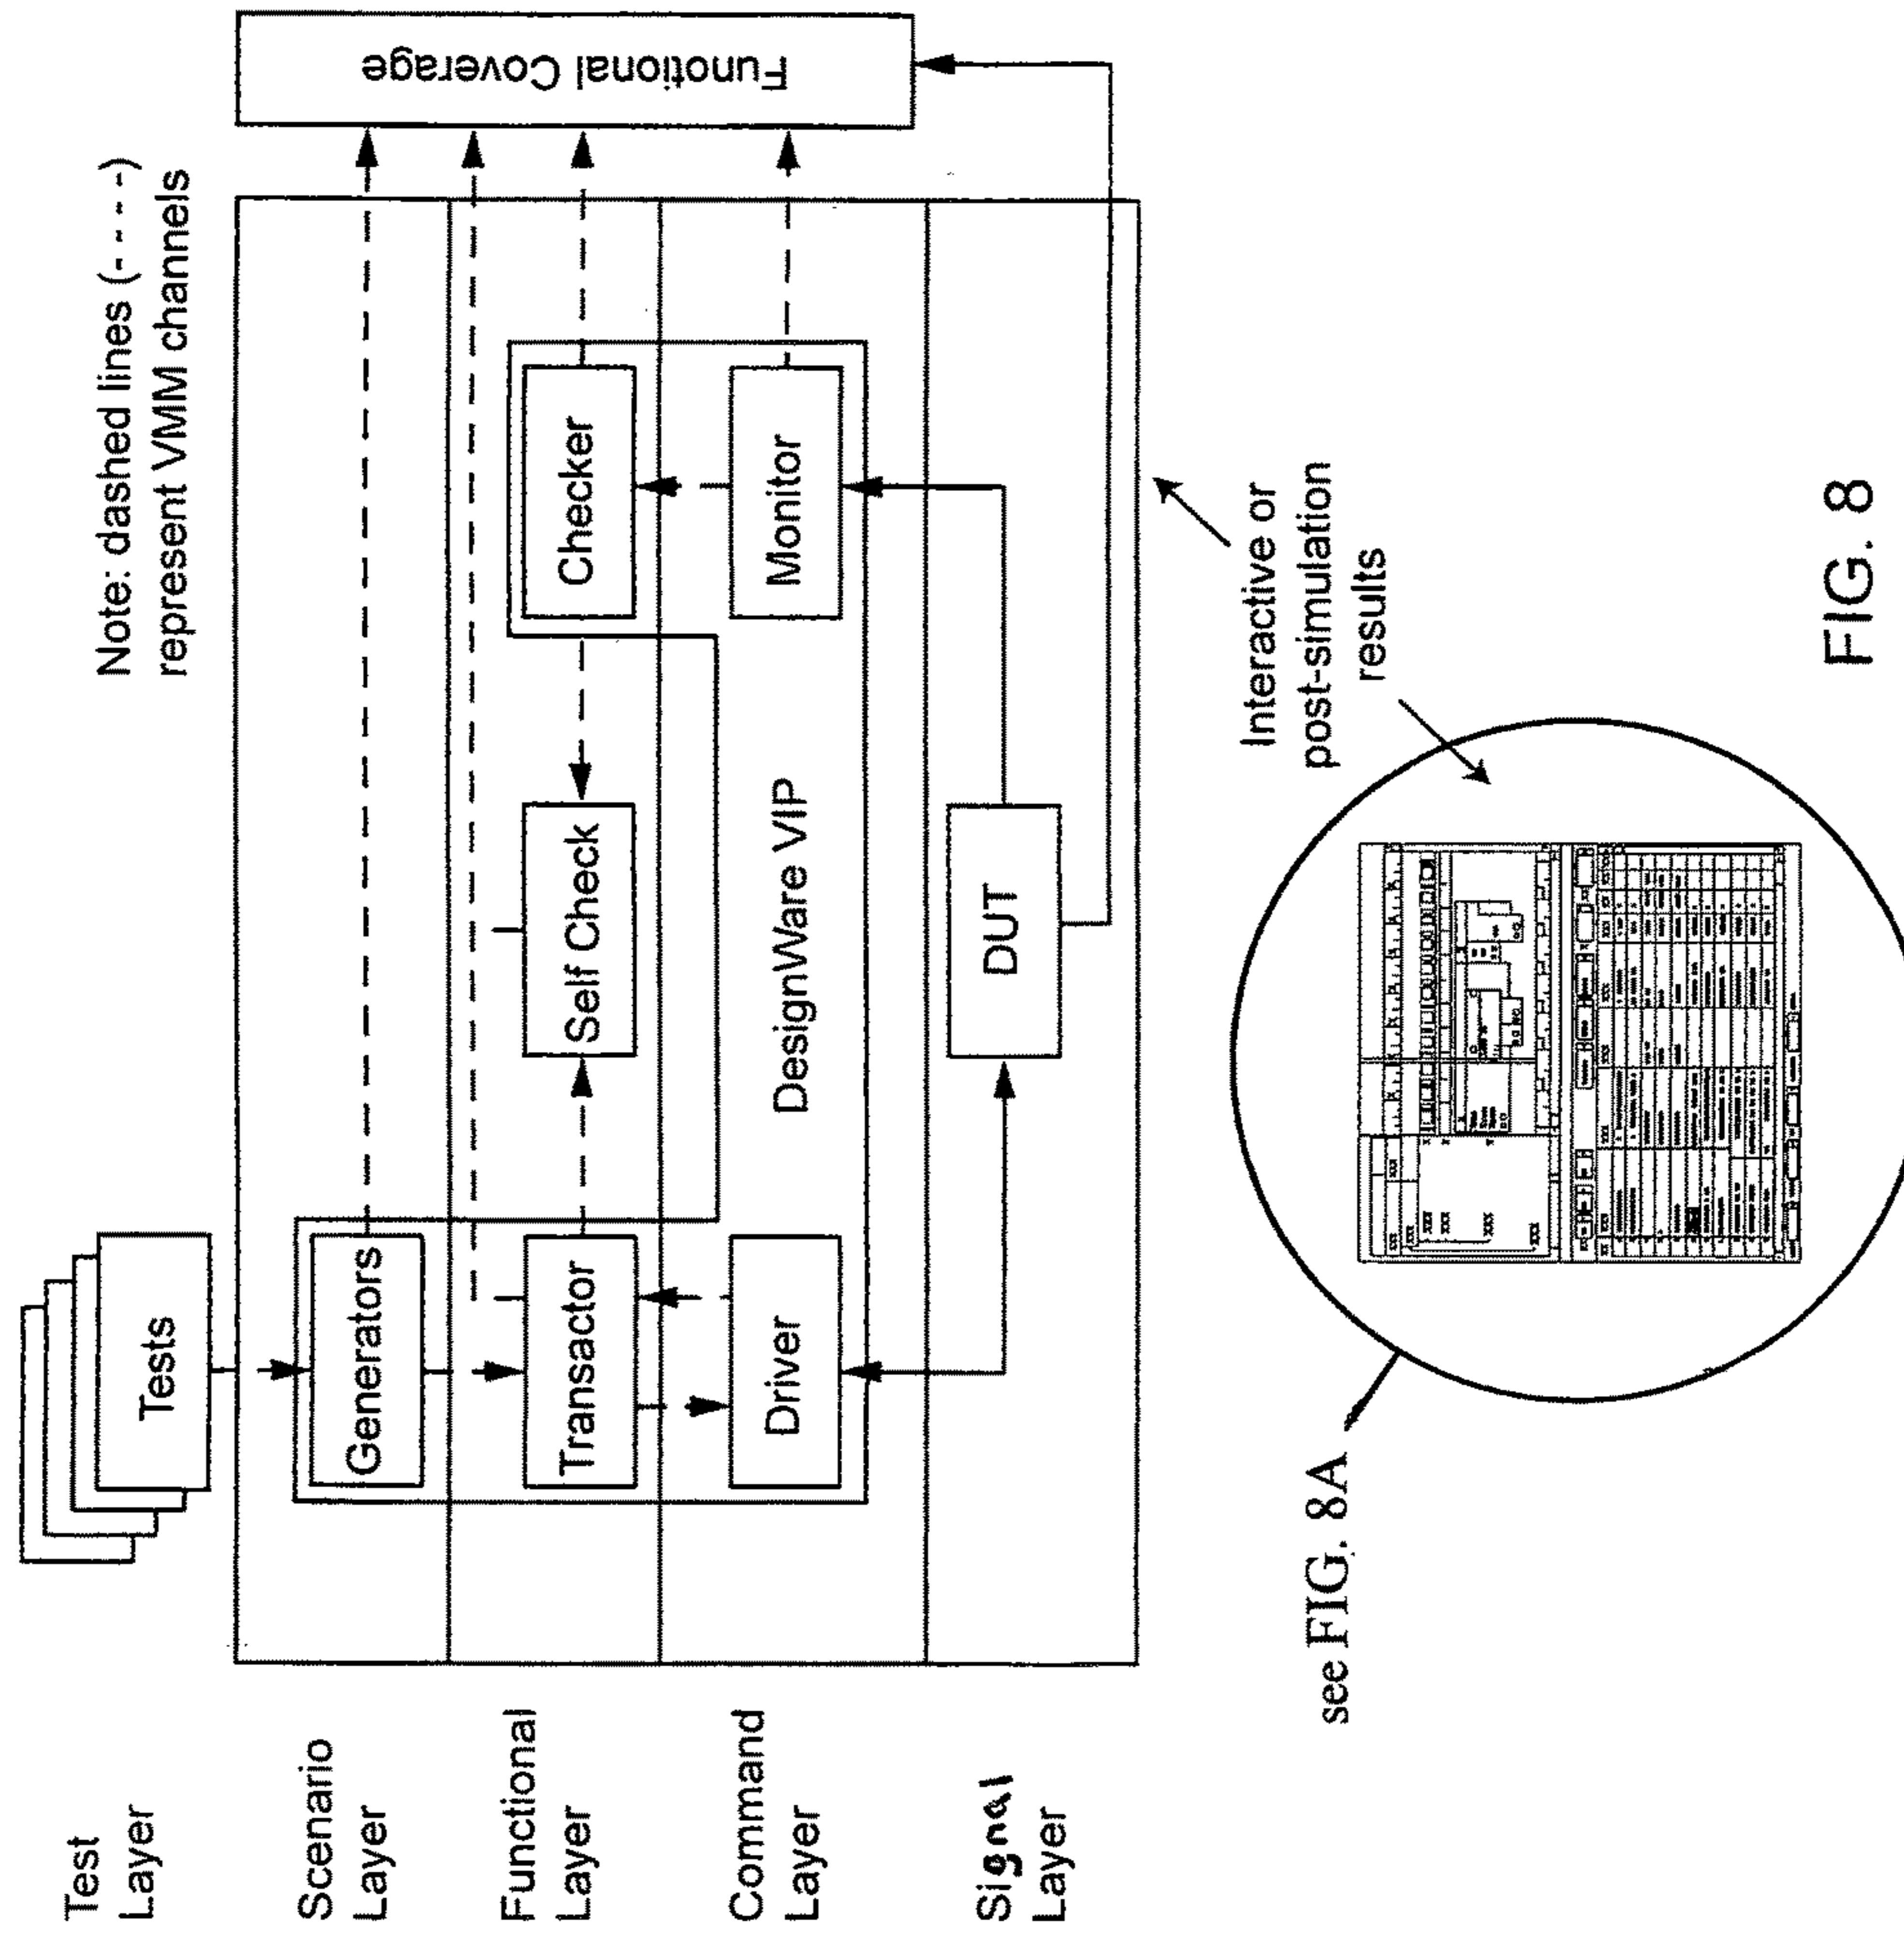 Note: dashed lines (- - - -)
represent VMM channels
Test
Layer
Tests
Scenario
Layer
Generators
Functional
Layer
Transactor
Self Check
Checker
Command
Layer
Driver
DesignWare VIP
Monitor
Signal
Layer
DUT
Funotional Coverage
Interactive or
post-simulation
results
see FIG. 8A
FIG. 8